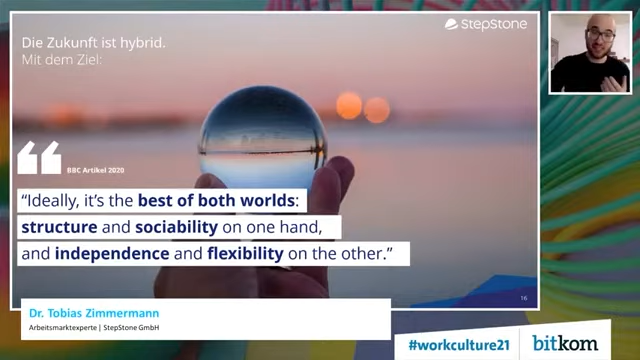 StepStone
Die Zukunft ist hybrid.
Mit dem Ziel:
BBC Artikel 2020
“Ideally, it’s the best of both worlds:
structure and sociability on one hand,
and independence and flexibility on the other.”
16
Dr. Tobias Zimmermann
Arbeitsmarktexperte | StepStone GmbH
#workculture21
bitkom